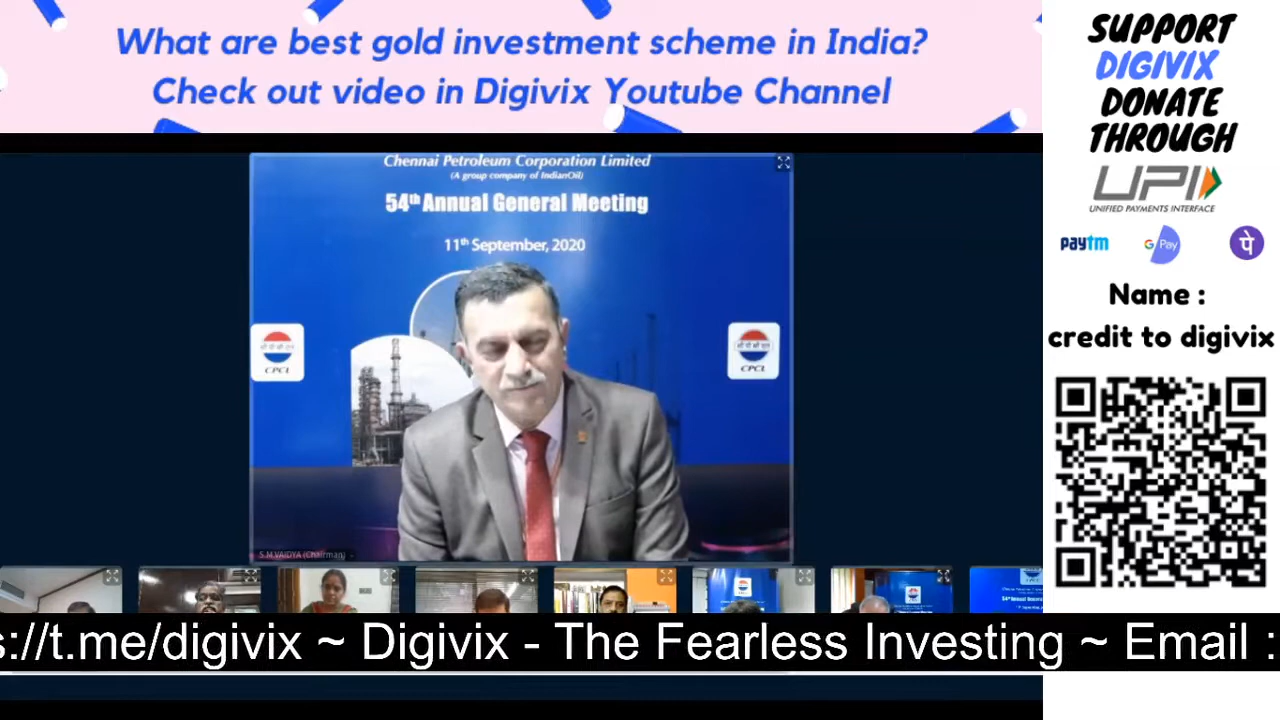 What are best gold investment scheme in India?
Check out video in Digivix Youtube Channel
SUPPORT
DIGIVIX
DONATE
THROUGH
UPI
UNIFIED PAYMENTS INTERFACE
paytm
G Pay
पे
Name :
credit to digivix
Chennai Petroleum Corporation Limited
(A group company of IndianOil)
54th Annual General Meeting
11th September, 2020
CPCL
CPCL
S.M.VAIDYA (Chairman)
s://t.me/digivix ~ Digivix - The Fearless Investing ~ Email :